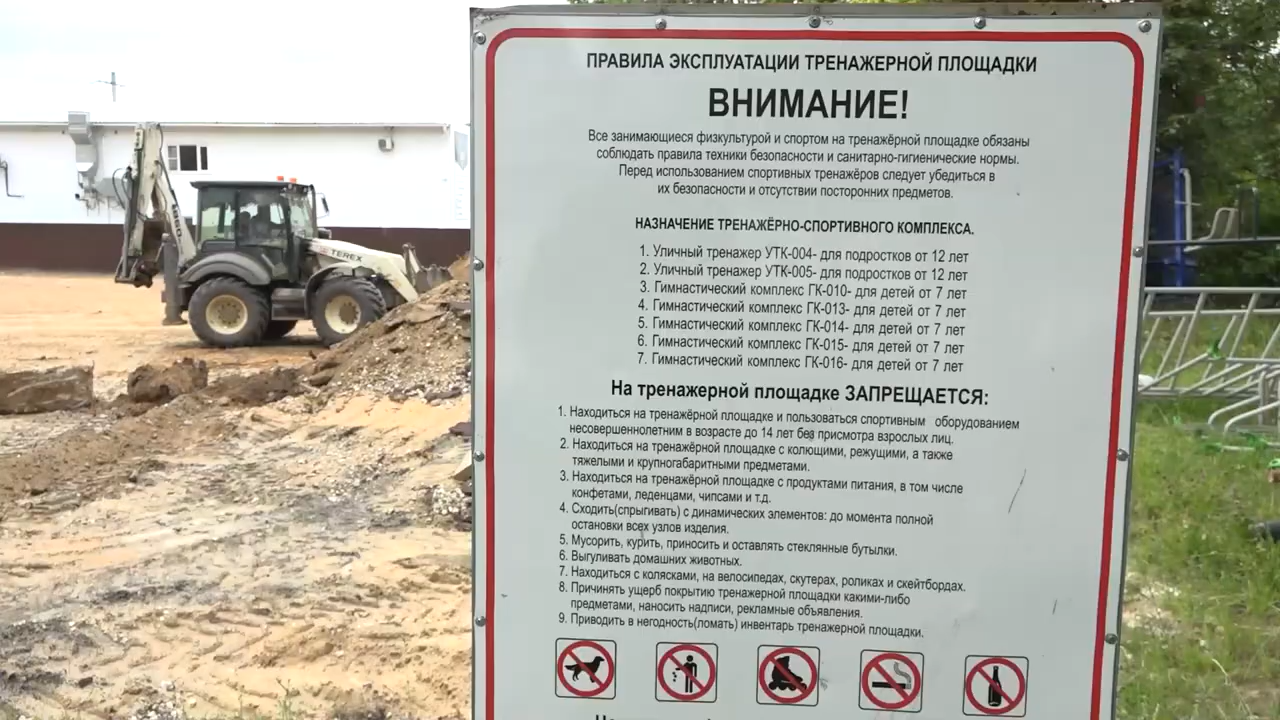 ПРАВИЛА ЭКСПЛУАТАЦИИ ТРЕНАЖЕРНОЙ ПЛОЩАДКИ
ВНИМАНИЕ!
Все занимающиеся физкультурой и спортом на тренажёрной площадке обязаны
соблюдать правила техники безопасности и санитарно-гигиенические нормы.
Перед использованием спортивных тренажёров следует убедиться в
их безопасности и отсутствии посторонних предметов.
НАЗНАЧЕНИЕ ТРЕНАЖЁРНО-СПОРТИВНОГО КОМПЛЕКСА.
1. Уличный тренажер УТК-004- для подростков от 12 лет
2. Уличный тренажер УТК-005- для подростков от 12 лет
3. Гимнастический комплекс ГК-010- для детей от 7 лет
4. Гимнастический комплекс ГК-013- для детей от 7 лет
5. Гимнастический комплекс ГК-014- для детей от 7 лет
6. Гимнастический комплекс ГК-015- для детей от 7 лет
7. Гимнастический комплекс ГК-016- для детей от 7 лет
На тренажерной площадке ЗАПРЕЩАЕТСЯ:
1. Находиться на тренажёрной площадке и пользоваться спортивным оборудованием
несовершеннолетним в возрасте до 14 лет без присмотра взрослых лиц.
2. Находиться на тренажёрной площадке с колющими, режущими, а также
тяжелыми и крупногабаритными предметами.
3. Находиться на тренажёрной площадке с продуктами питания, в том числе
конфетами, леденцами, чипсами и т.д.
4. Сходить(спрыгивать) с динамических элементов: до момента полной
остановки всех узлов изделия.
5. Мусорить, курить, приносить и оставлять стеклянные бутылки.
6. Выгуливать домашних животных.
7. Находиться с колясками, на велосипедах, скутерах, роликах и скейтбордах.
8. Причинять ущерб покрытию тренажерной площадки какими-либо
предметами, наносить надписи, рекламные объявления.
9. Приводить в негодность(ломать) инвентарь тренажерной площадки.
TEREX